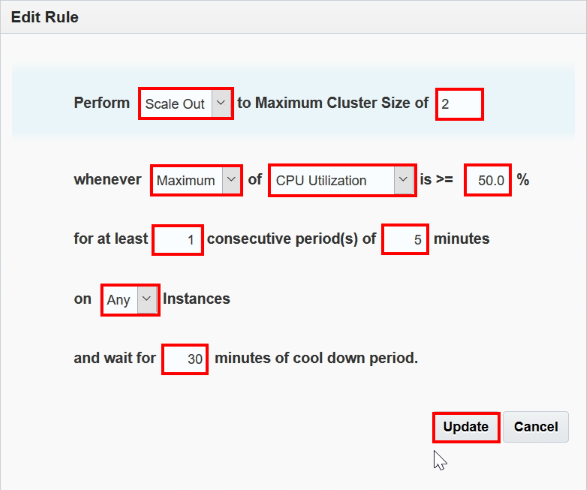 Edit Rule
Perform Scale Out to Maximum Cluster Size of 2
whenever Maximum of CPU Utilization is >= 50.0 %
for at least 1 consecutive period(s) of 5 minutes
on Any Instances
and wait for 30 minutes of cool down period.
Update Cancel